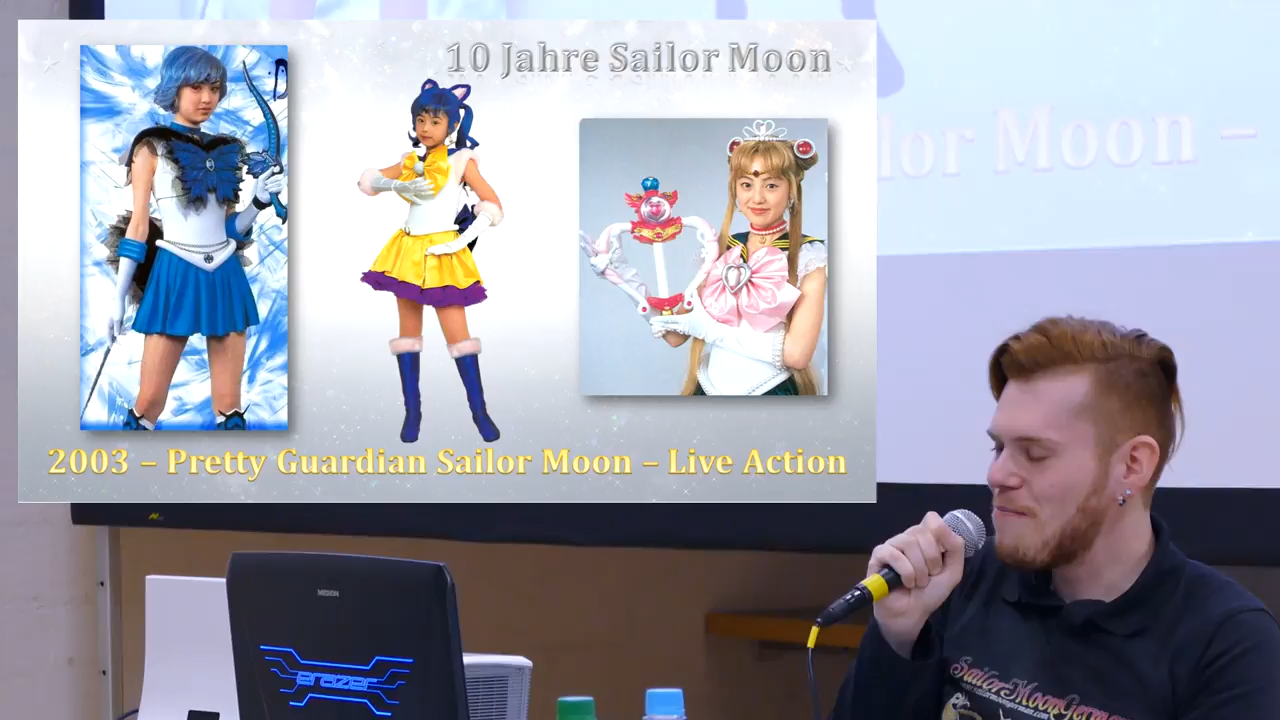 10 Jahre Sailor Moon
2003 – Pretty Guardian Sailor Moon – Live Action
lor Moon –
MEDION
erazer
SailorMoonGerman